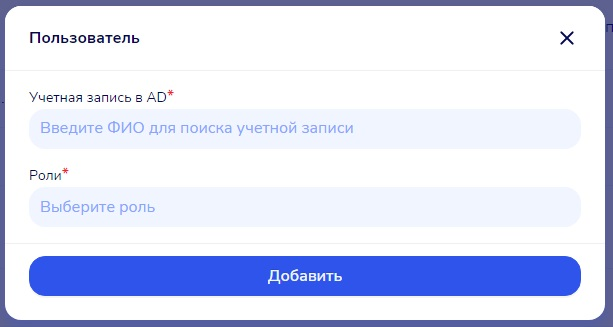 Пользователь
Учетная запись в AD*
Введите ФИО для поиска учетной записи
Роли*
Выберите роль
Добавить